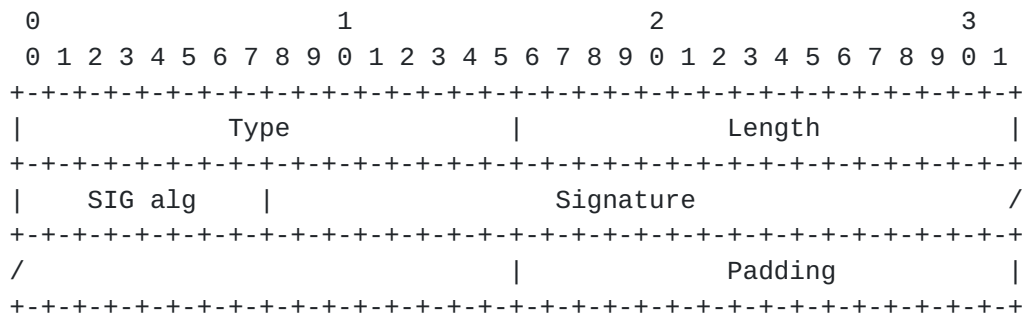 0                   1                   2                   3
 0 1 2 3 4 5 6 7 8 9 0 1 2 3 4 5 6 7 8 9 0 1 2 3 4 5 6 7 8 9 0 1
+-+-+-+-+-+-+-+-+-+-+-+-+-+-+-+-+-+-+-+-+-+-+-+-+-+-+-+-+-+-+-+-+
|             Type              |             Length            |
+-+-+-+-+-+-+-+-+-+-+-+-+-+-+-+-+-+-+-+-+-+-+-+-+-+-+-+-+-+-+-+-+
|    SIG alg    |                  Signature                    /
+-+-+-+-+-+-+-+-+-+-+-+-+-+-+-+-+-+-+-+-+-+-+-+-+-+-+-+-+-+-+-+-+
/                               |             Padding           |
+-+-+-+-+-+-+-+-+-+-+-+-+-+-+-+-+-+-+-+-+-+-+-+-+-+-+-+-+-+-+-+-+